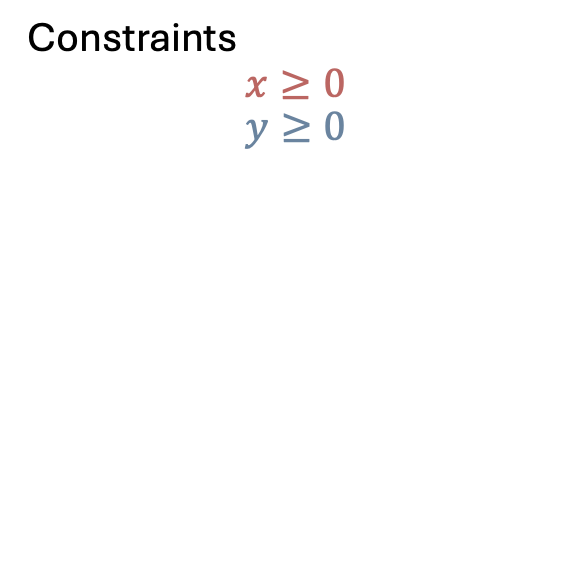 Constraints
x ≥ 0
y ≥ 0